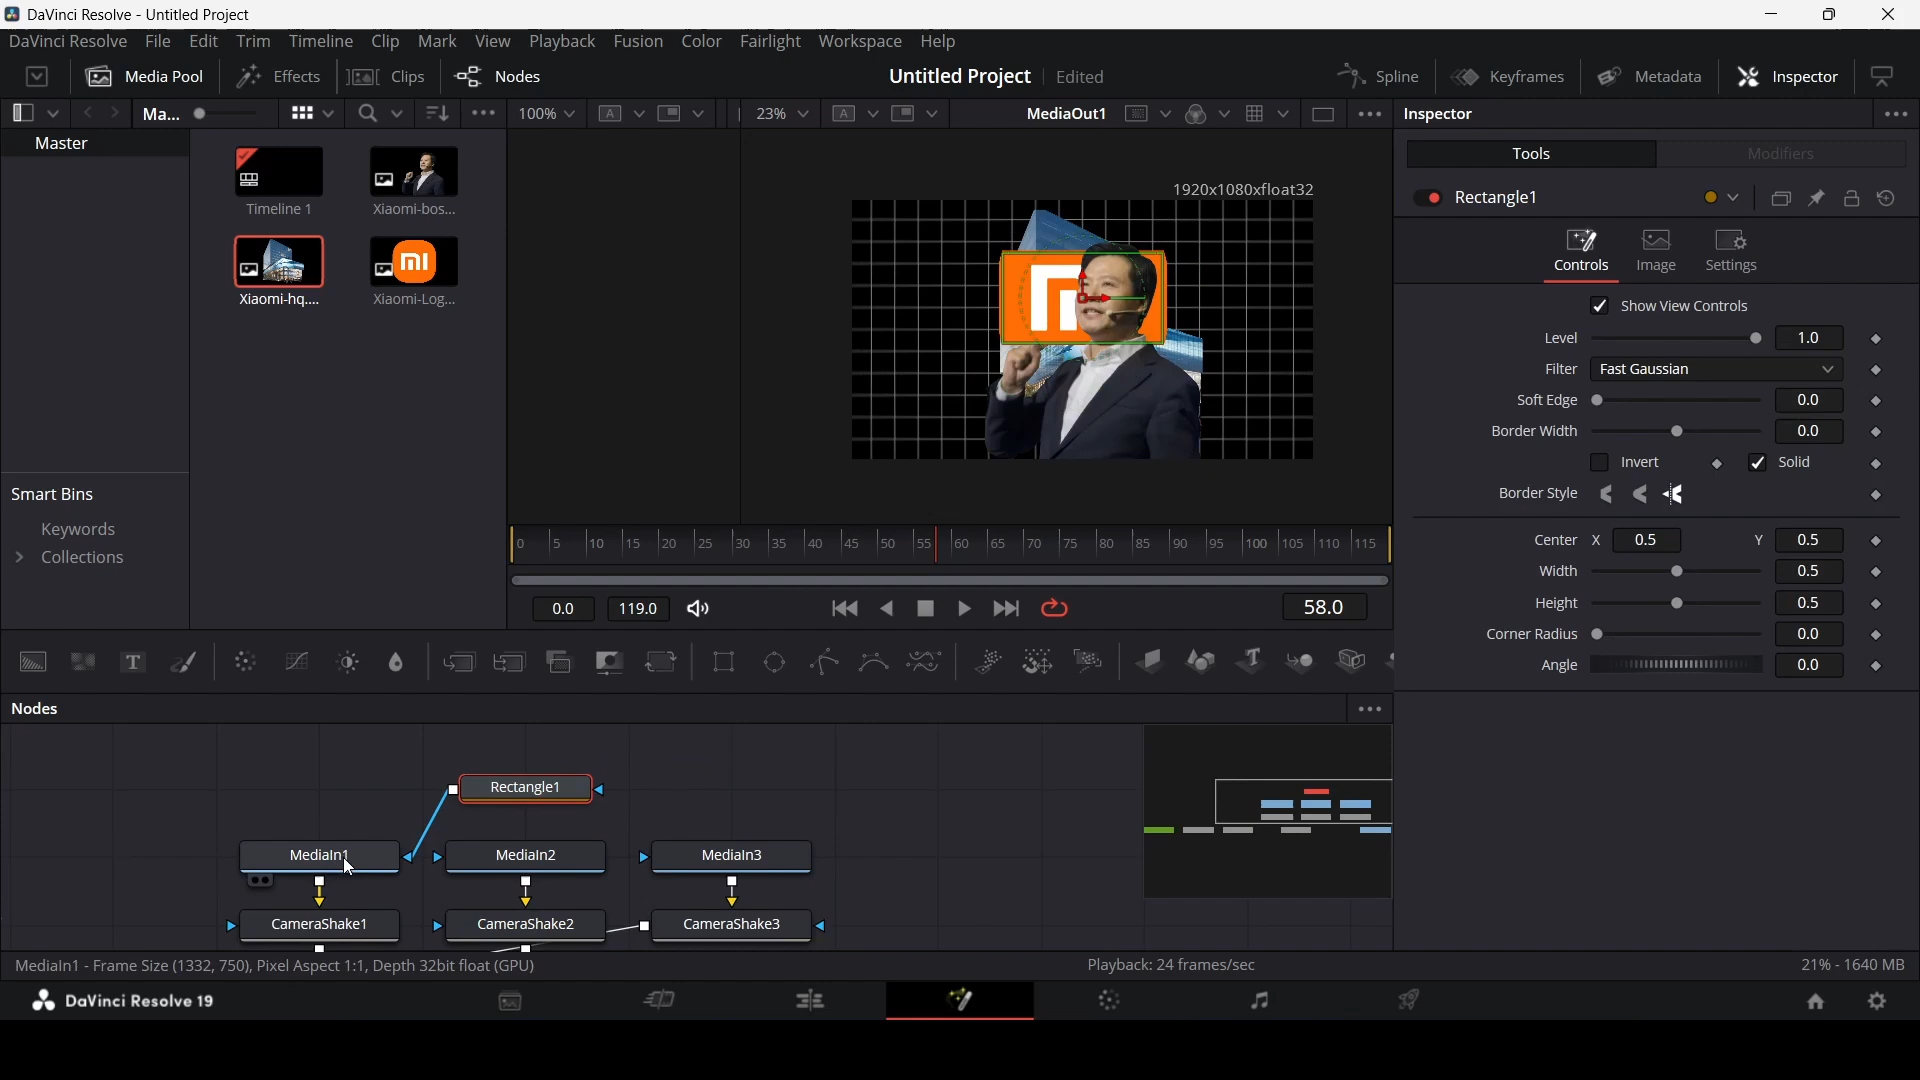 DaVinci Resolve - Untitled Project
DaVinci Resolve File Edit Trim Timeline Clip Mark View Playback Fusion Color Fairlight Workspace Help
Media Pool Effects Clips Nodes Untitled Project Edited Spline Keyframes Metadata Inspector
Ma... 100% A 23% A MediaOut1 Inspector
Master
Timeline 1 Xiaomi-bos...
Xiaomi-hq.... Xiaomi-Log...
1920x1080xfloat32
Tools Modifiers
Rectangle1
Controls Image Settings
Show View Controls
Level 1.0
Filter Fast Gaussian
Soft Edge 0.0
Border Width 0.0
Invert Solid
Border Style
Center X 0.5 Y 0.5
Width 0.5
Height 0.5
Corner Radius 0.0
Angle 0.0
Smart Bins
Keywords
Collections
0 5 10 15 20 25 30 35 40 45 50 55 60 65 70 75 80 85 90 95 100 105 110 115
0.0 119.0 58.0
Nodes
Rectangle1
MediaIn1 MediaIn2 MediaIn3
CameraShake1 CameraShake2 CameraShake3
MediaIn1 - Frame Size (1332, 750), Pixel Aspect 1:1, Depth 32bit float (GPU) Playback: 24 frames/sec 21% - 1640 MB
DaVinci Resolve 19